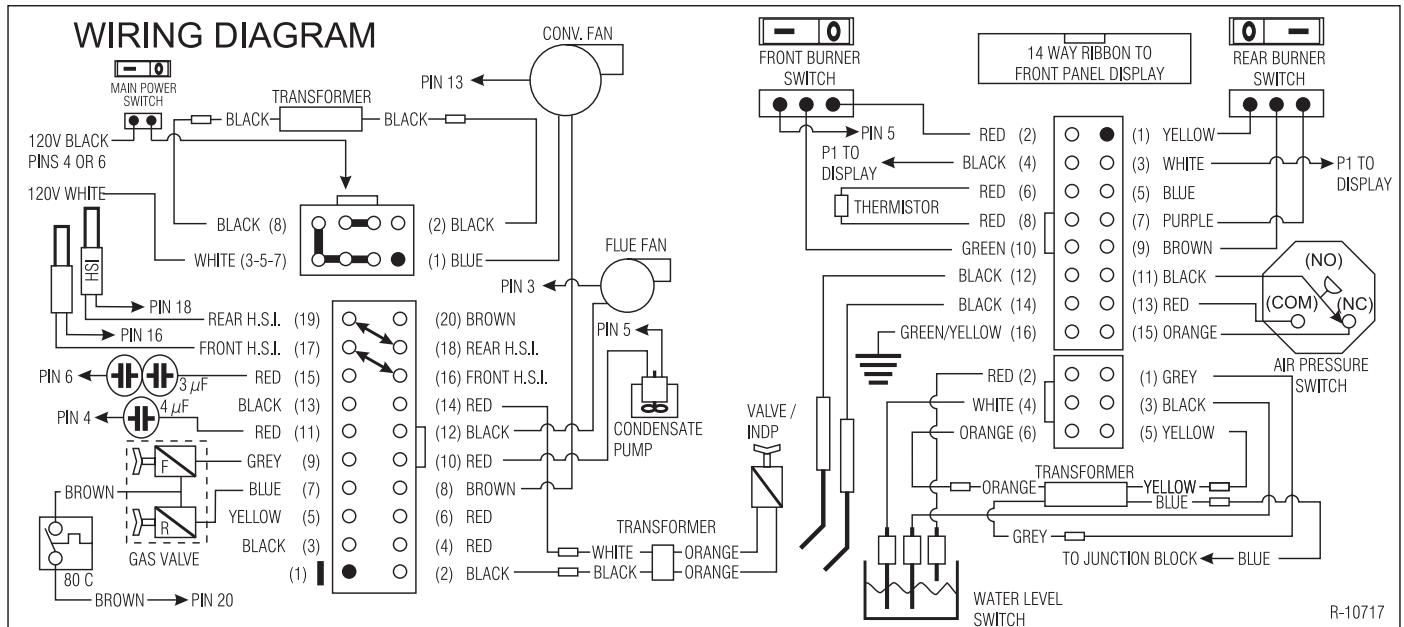 WIRING DIAGRAM
MAIN POWER
SWITCH
120V BLACK
PINS 4 OR 6
120V WHITE
TRANSFORMER
BLACK
BLACK
CONV. FAN
PIN 13
BLACK (8)
(2) BLACK
WHITE (3-5-7)
(1) BLUE
HSI
PIN 18
PIN 16
FLUE FAN
PIN 3
PIN 5
REAR H.S.I. (19)
(20) BROWN
FRONT H.S.I. (17)
(18) REAR H.S.I.
PIN 6
3 µF
RED (15)
(16) FRONT H.S.I.
BLACK (13)
(14) RED
PIN 4
4 µF
RED (11)
(12) BLACK
GREY (9)
(10) RED
BLUE (7)
(8) BROWN
YELLOW (5)
(6) RED
BLACK (3)
(4) RED
(1)
(2) BLACK
F
R
GAS VALVE
BROWN
80 C
BROWN
PIN 20
CONDENSATE
PUMP
VALVE /
INDP
TRANSFORMER
WHITE
ORANGE
BLACK
ORANGE
FRONT BURNER
SWITCH
14 WAY RIBBON TO
FRONT PANEL DISPLAY
REAR BURNER
SWITCH
PIN 5
P1 TO
DISPLAY
THERMISTOR
RED (2)
(1) YELLOW
BLACK (4)
(3) WHITE
P1 TO
DISPLAY
RED (6)
(5) BLUE
RED (8)
(7) PURPLE
GREEN (10)
(9) BROWN
BLACK (12)
(11) BLACK
BLACK (14)
(13) RED
GREEN/YELLOW (16)
(15) ORANGE
(NO)
(COM)
(NC)
AIR PRESSURE
SWITCH
RED (2)
(1) GREY
WHITE (4)
(3) BLACK
ORANGE (6)
(5) YELLOW
TRANSFORMER
ORANGE
YELLOW
BLUE
GREY
TO JUNCTION BLOCK
BLUE
WATER LEVEL
SWITCH
R-10717